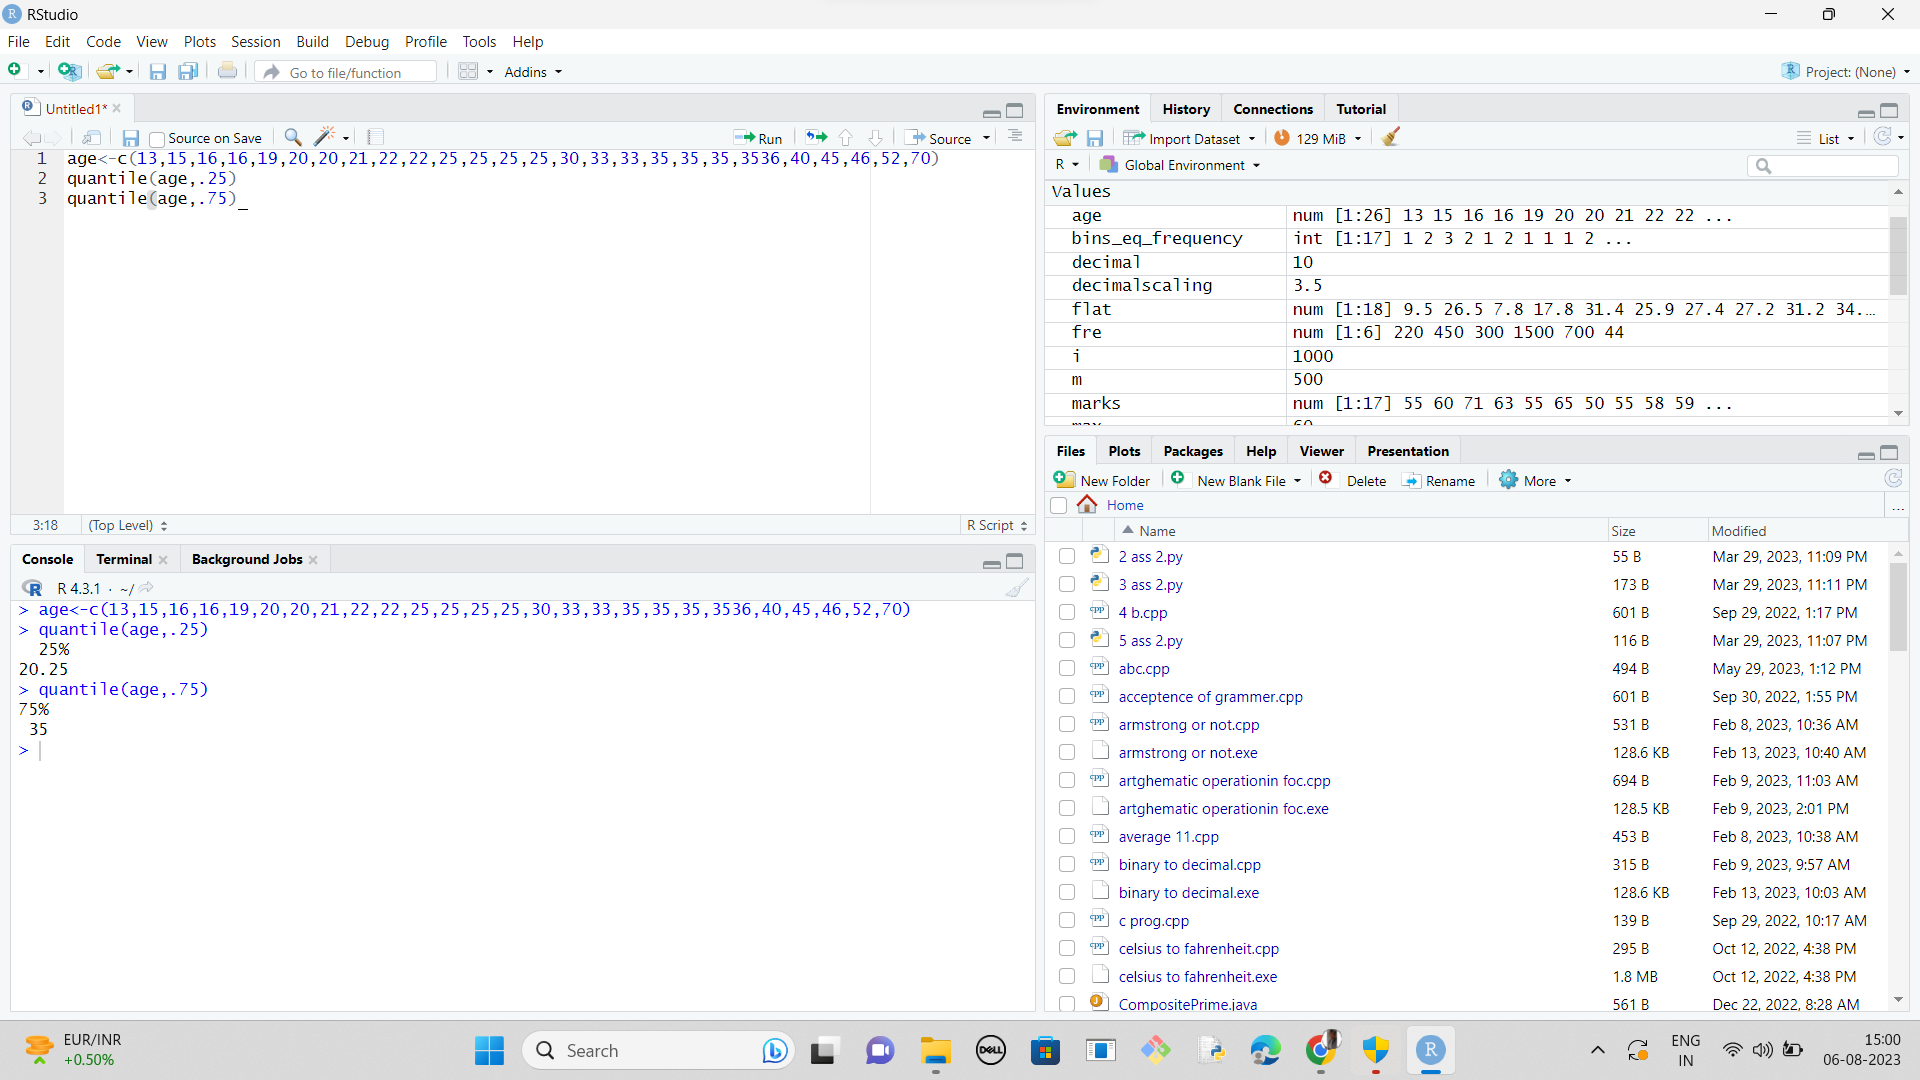 RStudio
File Edit Code View Plots Session Build Debug Profile Tools Help
Go to file/function Addins Project: (None)
Untitled1*
Source on Save Run Source
1 age<-c(13,15,16,16,19,20,20,21,22,22,25,25,25,25,30,33,33,35,35,35,3536,40,45,46,52,70)
2 quantile(age,.25)
3 quantile(age,.75)
3:18 (Top Level) R Script
Console Terminal Background Jobs
R 4.3.1 · ~/
> age<-c(13,15,16,16,19,20,20,21,22,22,25,25,25,25,30,33,33,35,35,35,3536,40,45,46,52,70)
> quantile(age,.25)
25%
20.25
> quantile(age,.75)
75%
35
>
Environment History Connections Tutorial
Import Dataset 129 MiB List
R Global Environment
Values
age num [1:26] 13 15 16 16 19 20 20 21 22 22 ...
bins_eq_frequency int [1:17] 1 2 3 2 1 2 1 1 1 2 ...
decimal 10
decimalscaling 3.5
flat num [1:18] 9.5 26.5 7.8 17.8 31.4 25.9 27.4 27.2 31.2 34....
fre num [1:6] 220 450 300 1500 700 44
i 1000
m 500
marks num [1:17] 55 60 71 63 55 65 50 55 58 59 ...
max 60
Files Plots Packages Help Viewer Presentation
New Folder New Blank File Delete Rename More
Home ...
Name Size Modified
2 ass 2.py 55 B Mar 29, 2023, 11:09 PM
3 ass 2.py 173 B Mar 29, 2023, 11:11 PM
4 b.cpp 601 B Sep 29, 2022, 1:17 PM
5 ass 2.py 116 B Mar 29, 2023, 11:07 PM
abc.cpp 494 B May 29, 2023, 1:12 PM
acceptence of grammer.cpp 601 B Sep 30, 2022, 1:55 PM
armstrong or not.cpp 531 B Feb 8, 2023, 10:36 AM
armstrong or not.exe 128.6 KB Feb 13, 2023, 10:40 AM
artghematic operationin foc.cpp 694 B Feb 9, 2023, 11:03 AM
artghematic operationin foc.exe 128.5 KB Feb 9, 2023, 2:01 PM
average 11.cpp 453 B Feb 8, 2023, 10:38 AM
binary to decimal.cpp 315 B Feb 9, 2023, 9:57 AM
binary to decimal.exe 128.6 KB Feb 13, 2023, 10:03 AM
c prog.cpp 139 B Sep 29, 2022, 10:17 AM
celsius to fahrenheit.cpp 295 B Oct 12, 2022, 4:38 PM
celsius to fahrenheit.exe 1.8 MB Oct 12, 2022, 4:38 PM
CompositePrime.java 561 B Dec 22, 2022, 8:28 AM
EUR/INR
+0.50%
Search
DELL
R
ENG
IN
15:00
06-08-2023